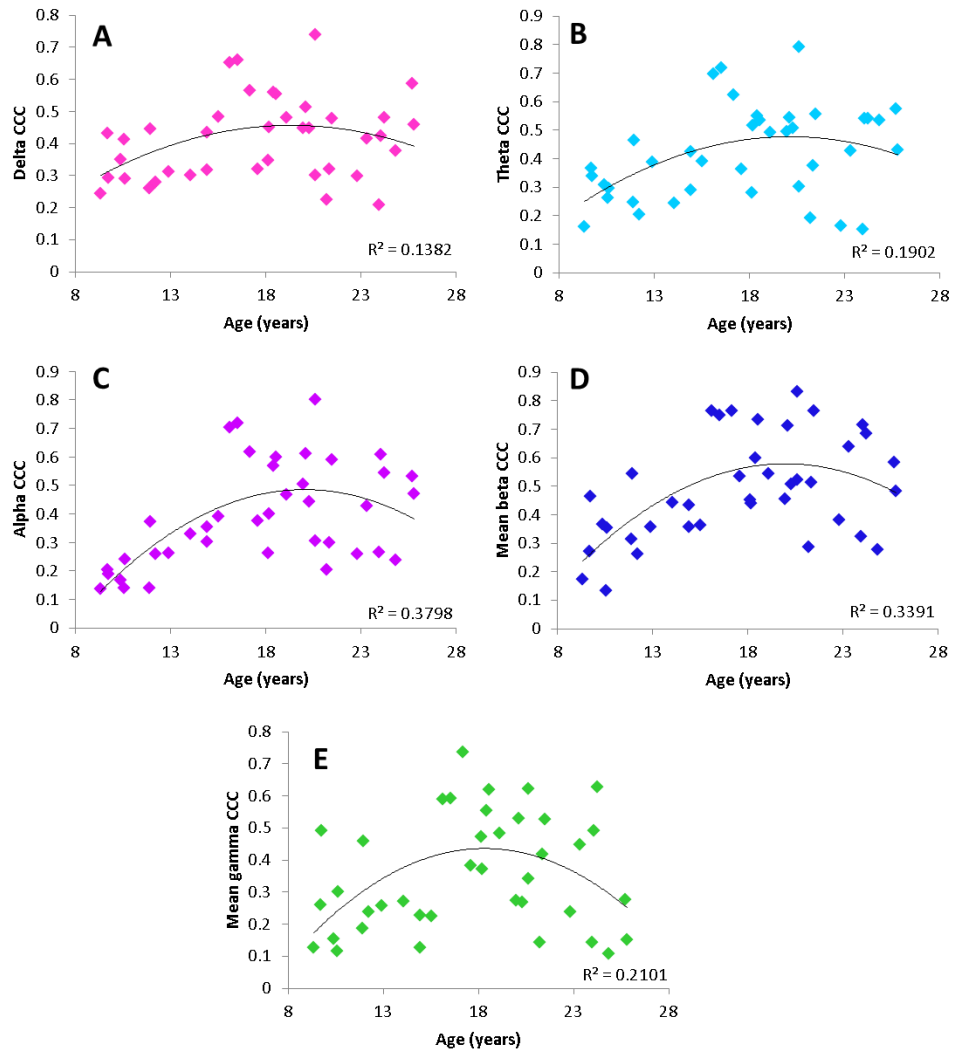 A
0.8
0.7
0.6
0.5
0.4
0.3
0.2
0.1
0
Delta CCC
R² = 0.1382
8 13 18 23 28
Age (years)
B
0.9
0.8
0.7
0.6
0.5
0.4
0.3
0.2
0.1
0
Theta CCC
R² = 0.1902
8 13 18 23 28
Age (years)
C
0.9
0.8
0.7
0.6
0.5
0.4
0.3
0.2
0.1
0
Alpha CCC
R² = 0.3798
8 13 18 23 28
Age (years)
D
0.9
0.8
0.7
0.6
0.5
0.4
0.3
0.2
0.1
0
Mean beta CCC
R² = 0.3391
8 13 18 23 28
Age (years)
E
0.8
0.7
0.6
0.5
0.4
0.3
0.2
0.1
0
Mean gamma CCC
R² = 0.2101
8 13 18 23 28
Age (years)